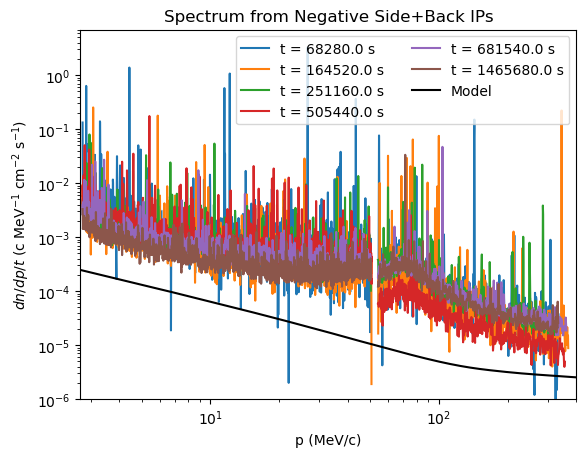 Spectrum from Negative Side+Back IPs
t = 68280.0 s
t = 164520.0 s
t = 251160.0 s
t = 505440.0 s
t = 681540.0 s
t = 1465680.0 s
Model
dn/dp/t (c MeV⁻¹ cm⁻² s⁻¹)
10⁰
10⁻¹
10⁻²
10⁻³
10⁻⁴
10⁻⁵
10⁻⁶
10¹
10²
p (MeV/c)